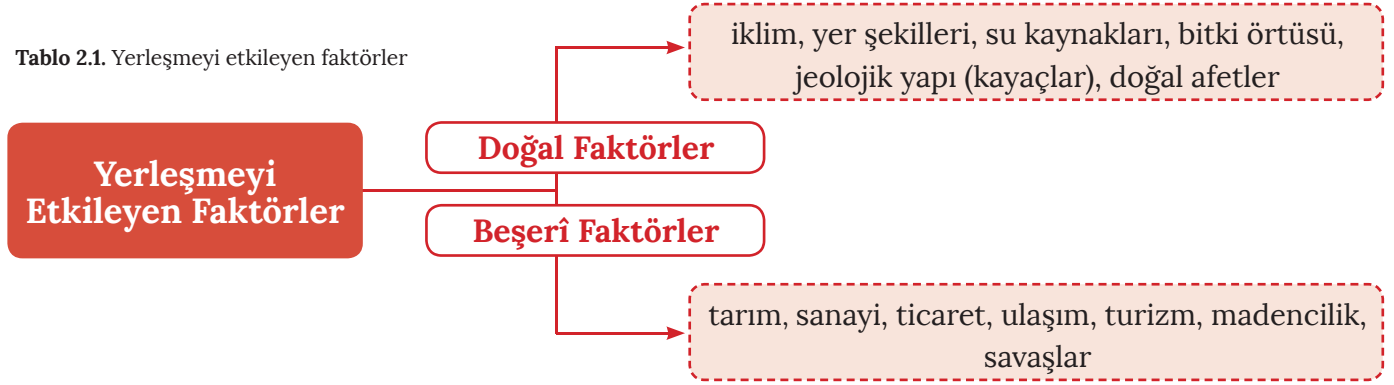 Tablo 2.1. Yerleşmeyi etkileyen faktörler
iklim, yer şekilleri, su kaynakları, bitki örtüsü,
jeolojik yapı (kayaçlar), doğal afetler
Doğal Faktörler
Yerleşmeyi
Etkileyen Faktörler
Beşerî Faktörler
tarım, sanayi, ticaret, ulaşım, turizm, madencilik,
savaşlar